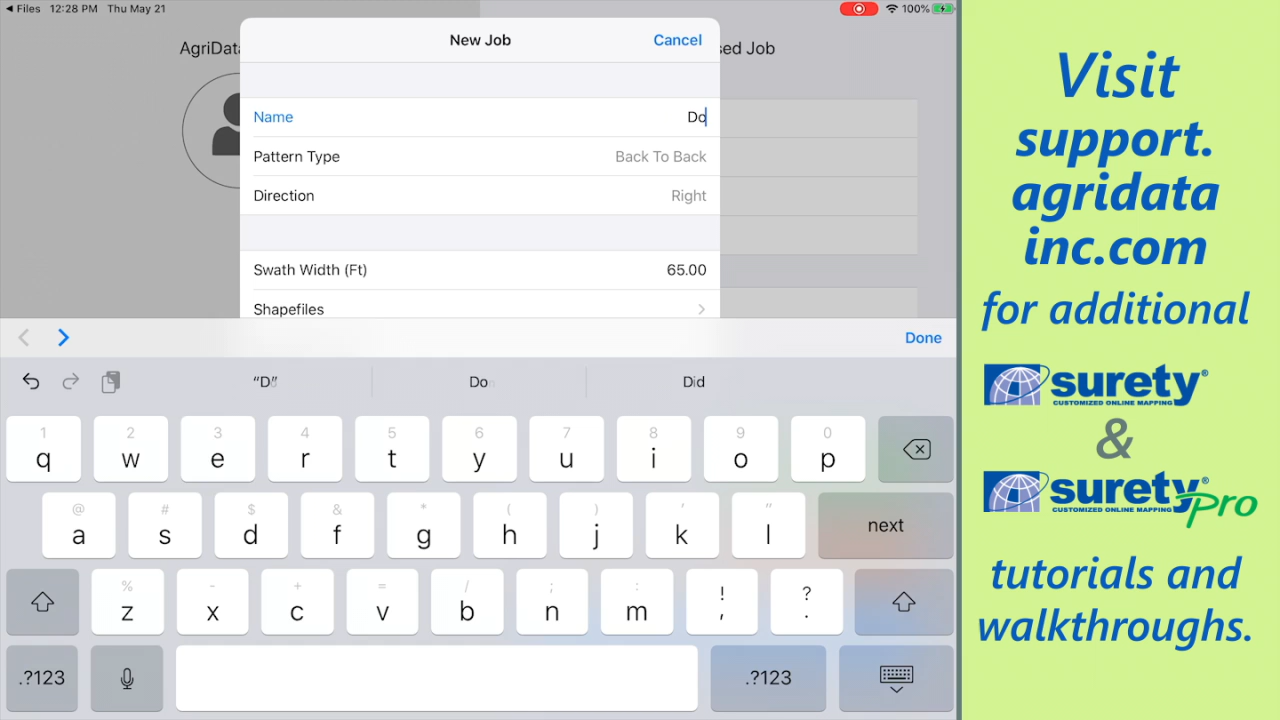 Files 12:28 PM Thu May 21
100%
AgriData
New Job
Cancel
sed Job
Name
Do
Pattern Type
Back To Back
Direction
Right
Swath Width (Ft)
65.00
Shapefiles
Done
“D”
Do
Did
1 2 3 4 5 6 7 8 9 0
q w e r t y u i o p
@ # $ & * ( ) ' "
a s d f g h j k l next
% - + = / ; : ! ?
z x c v b n m , .
.?123
.?123
Visit
support.
agridata
inc.com
for additional
surety®
CUSTOMIZED ONLINE MAPPING
&
surety®Pro
CUSTOMIZED ONLINE MAPPING
tutorials and
walkthroughs.